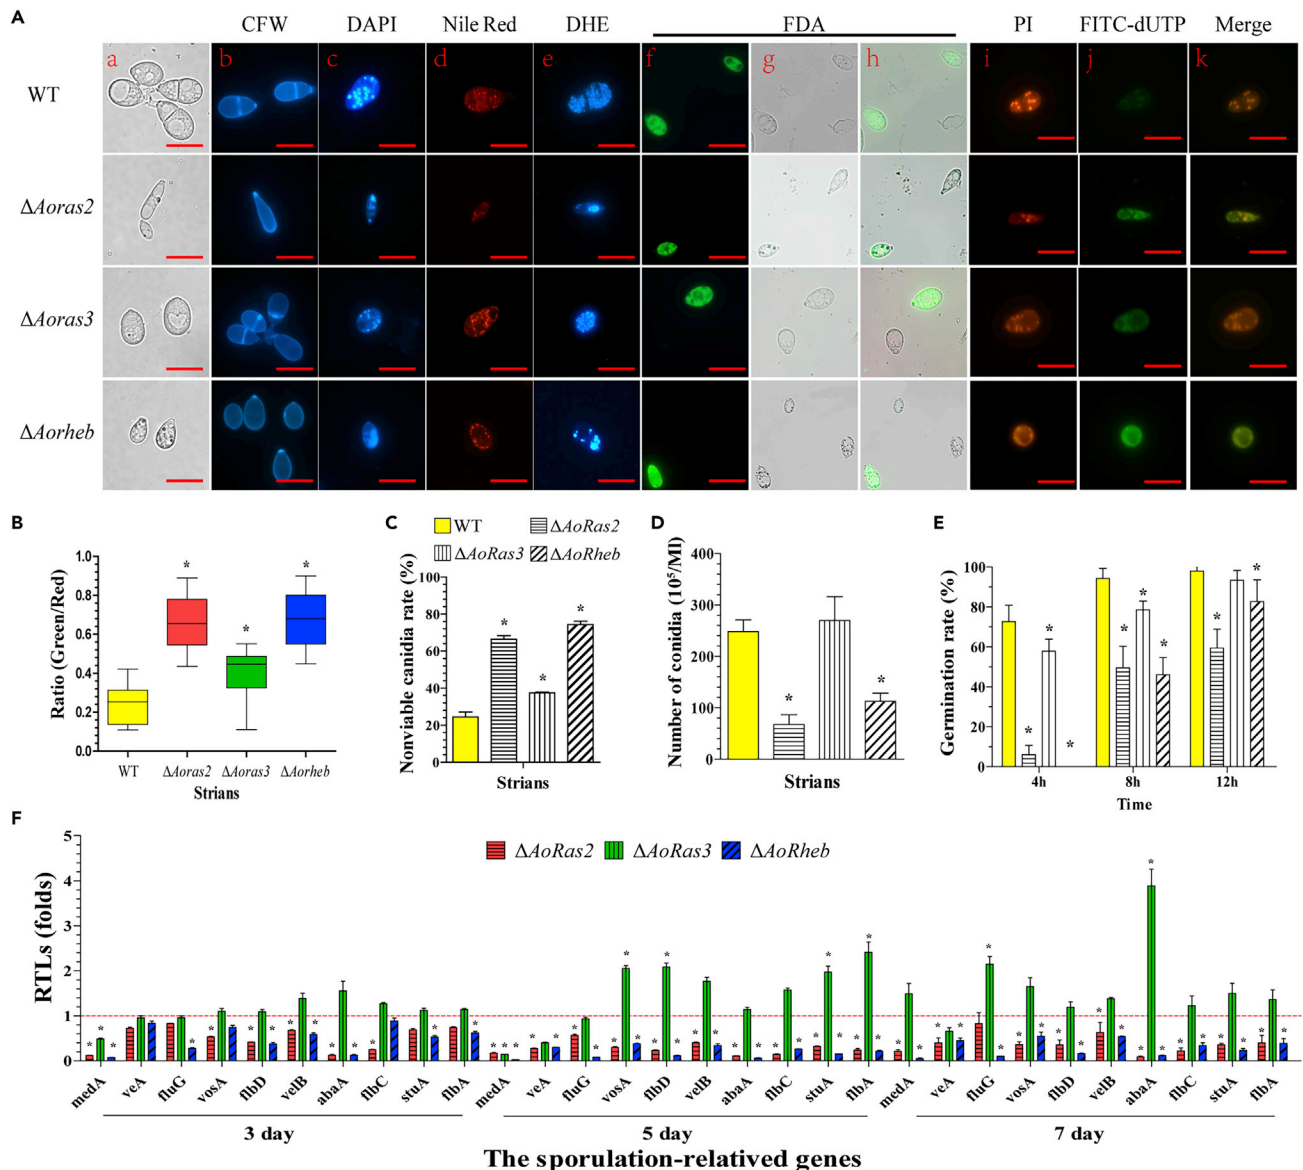 A
CFW DAPI Nile Red DHE FDA PI FITC-dUTP Merge
a b c d e f g h i j k
WT
ΔAoras2
ΔAoras3
ΔAorheb
B
Ratio (Green/Red)
1.0
0.8
0.6
0.4
0.2
0.0
* * *
WT ΔAoras2 ΔAoras3 ΔAorheb
Strians
C
WT ΔAoRas2
ΔAoRas3 ΔAoRheb
Nonviable canidia rate (%)
100
80
60
40
20
0
* * *
Strians
D
Number of conidia (10⁵/Ml)
400
300
200
100
0
* *
Strians
E
Germination rate (%)
100
80
60
40
20
0
* * * * * * * *
4h 8h 12h
Time
F
ΔAoRas2 ΔAoRas3 ΔAoRheb
RTLs (folds)
5
4
3
2
1
0
medA veA fluG vosA flbD velB abaA flbC stuA flbA medA veA fluG vosA flbD velB abaA flbC stuA flbA medA veA fluG vosA flbD velB abaA flbC stuA flbA
3 day 5 day 7 day
The sporulation-relatived genes